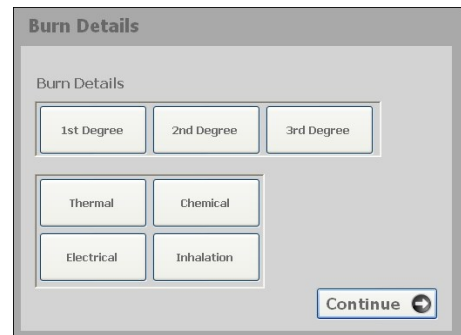 Burn Details
Burn Details
1st Degree 2nd Degree 3rd Degree
Thermal Chemical
Electrical Inhalation
Continue